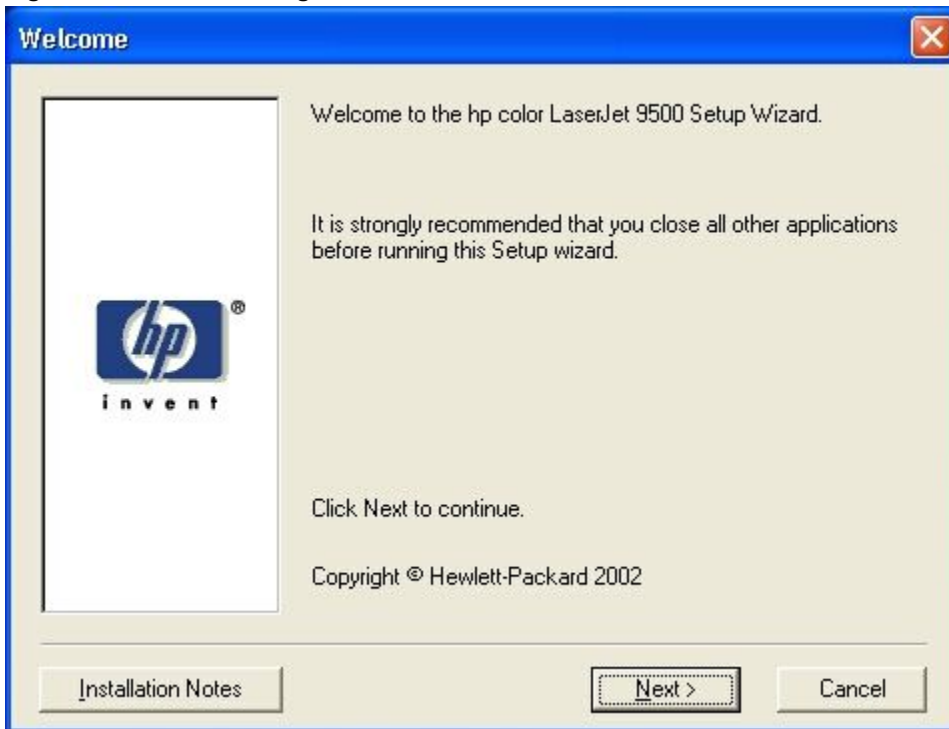 Welcome
Welcome to the hp color LaserJet 9500 Setup Wizard.
It is strongly recommended that you close all other applications
before running this Setup wizard.
hp ®
invent
Click Next to continue.
Copyright © Hewlett-Packard 2002
Installation Notes
Next >
Cancel